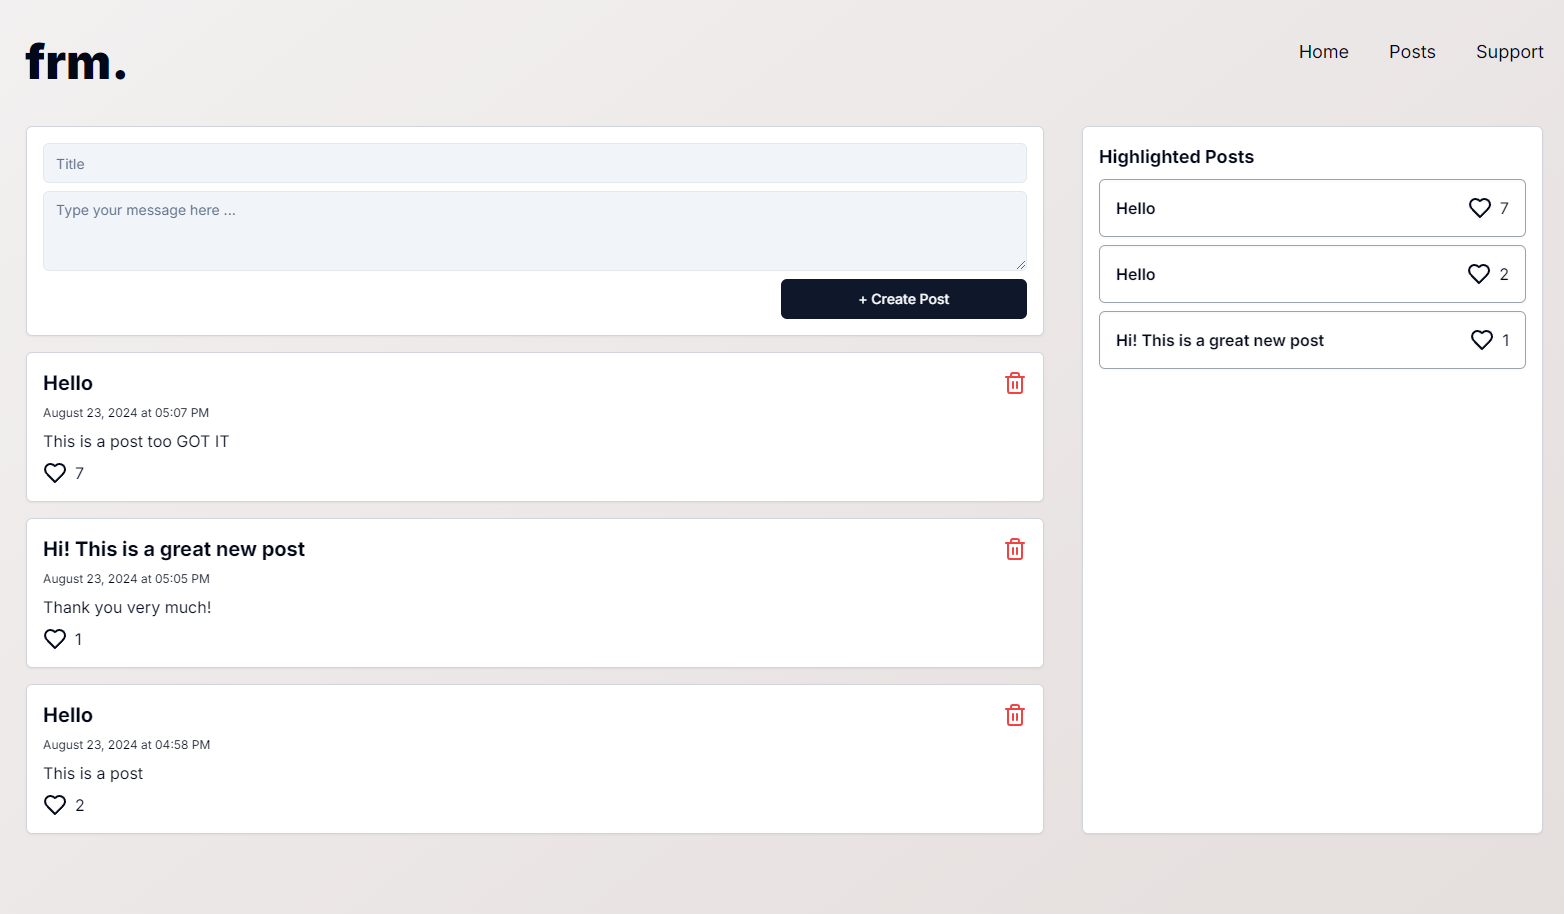 frm.
Home Posts Support
Title
Type your message here ...
+ Create Post
Hello
August 23, 2024 at 05:07 PM
This is a post too GOT IT
7
Hi! This is a great new post
August 23, 2024 at 05:05 PM
Thank you very much!
1
Hello
August 23, 2024 at 04:58 PM
This is a post
2
Highlighted Posts
Hello 7
Hello 2
Hi! This is a great new post 1